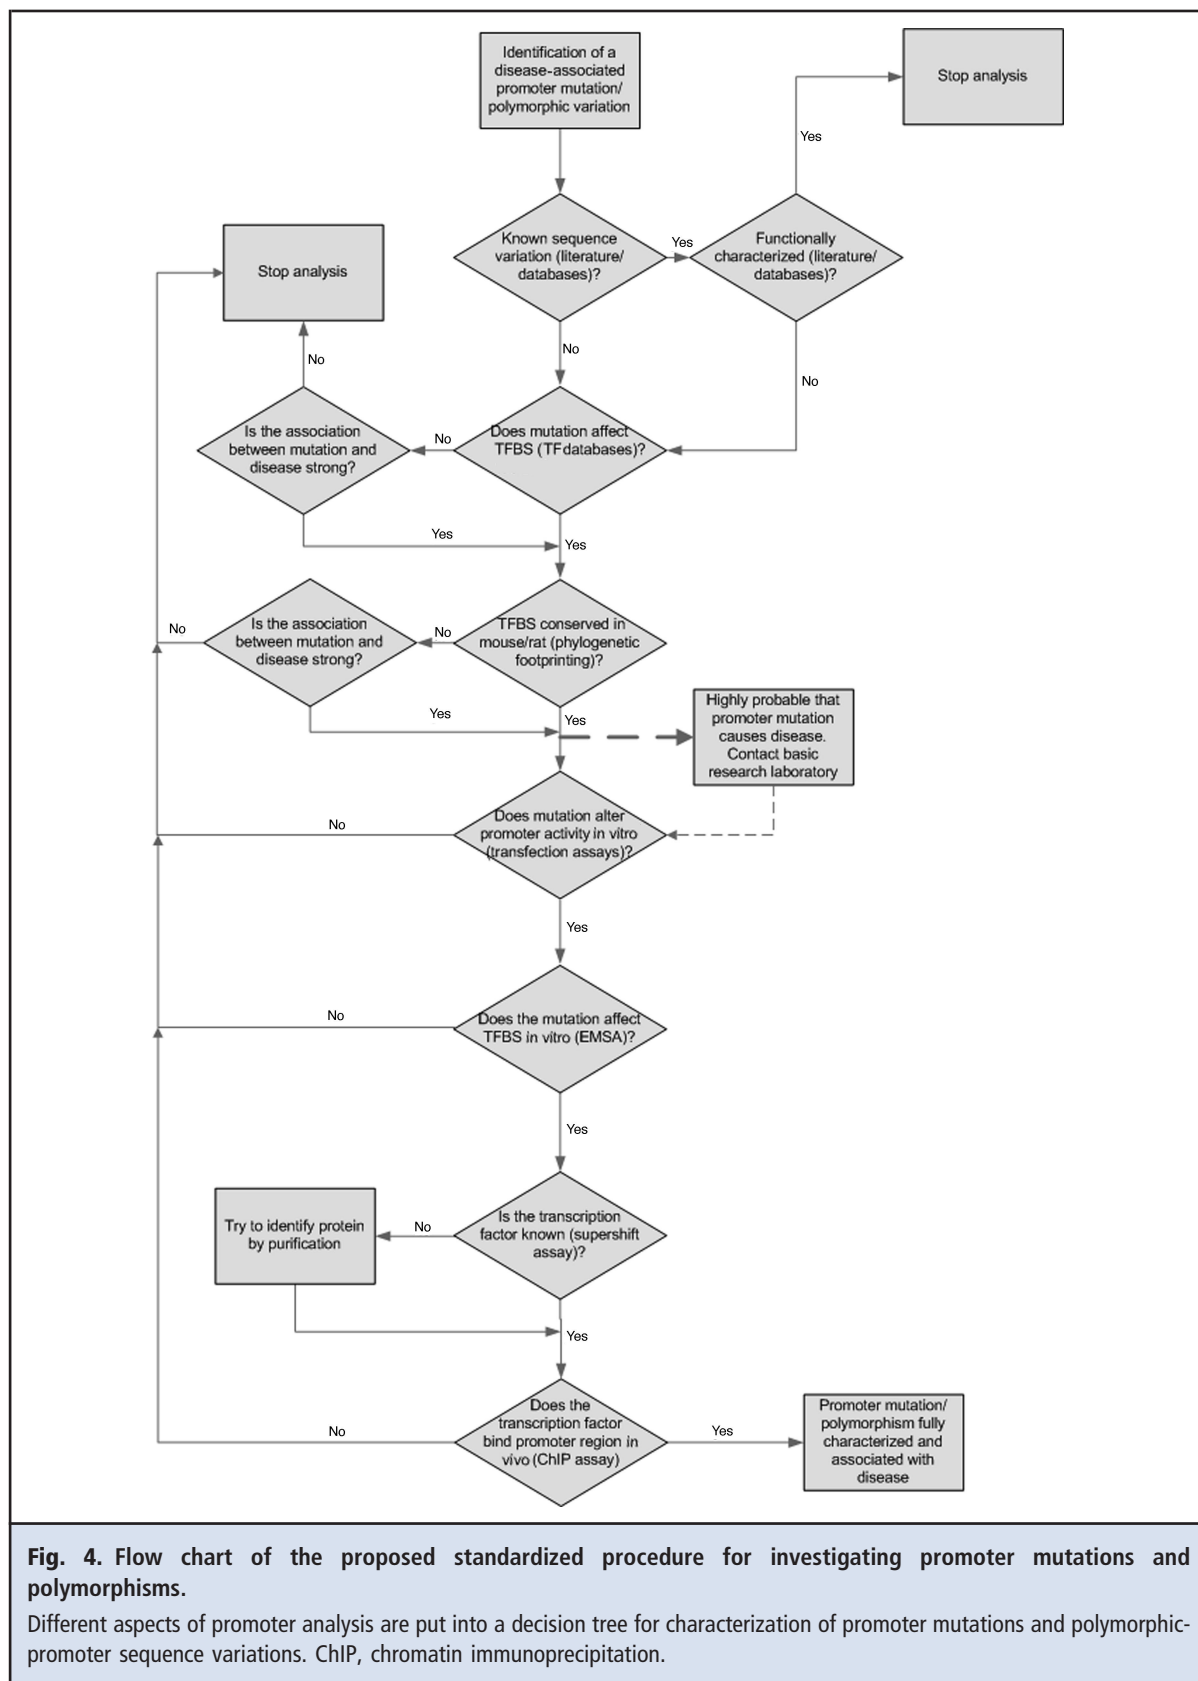 Identification of a
disease-associated
promoter mutation/
polymorphic variation
Stop analysis
Yes
Known sequence
variation (literature/
databases)?
Yes
Functionally
characterized (literature/
databases)?
Stop analysis
No
No
No
Is the association
between mutation and
disease strong?
No
Does mutation affect
TFBS (TFdatabases)?
Yes
Yes
Is the association
between mutation and
disease strong?
No
No
TFBS conserved in
mouse/rat (phylogenetic
footprinting)?
Yes
Yes
Highly probable that
promoter mutation
causes disease.
Contact basic
research laboratory
No
Does mutation alter
promoter activity in vitro
(transfection assays)?
Yes
No
Does the mutation affect
TFBS in vitro (EMSA)?
Yes
Try to identify protein
by purification
No
Is the transcription
factor known (supershift
assay)?
Yes
No
Does the
transcription factor
bind promoter region in
vivo (ChIP assay)
Yes
Promoter mutation/
polymorphism fully
characterized and
associated with
disease
Fig. 4. Flow chart of the proposed standardized procedure for investigating promoter mutations and
polymorphisms.
Different aspects of promoter analysis are put into a decision tree for characterization of promoter mutations and polymorphic-
promoter sequence variations. ChIP, chromatin immunoprecipitation.